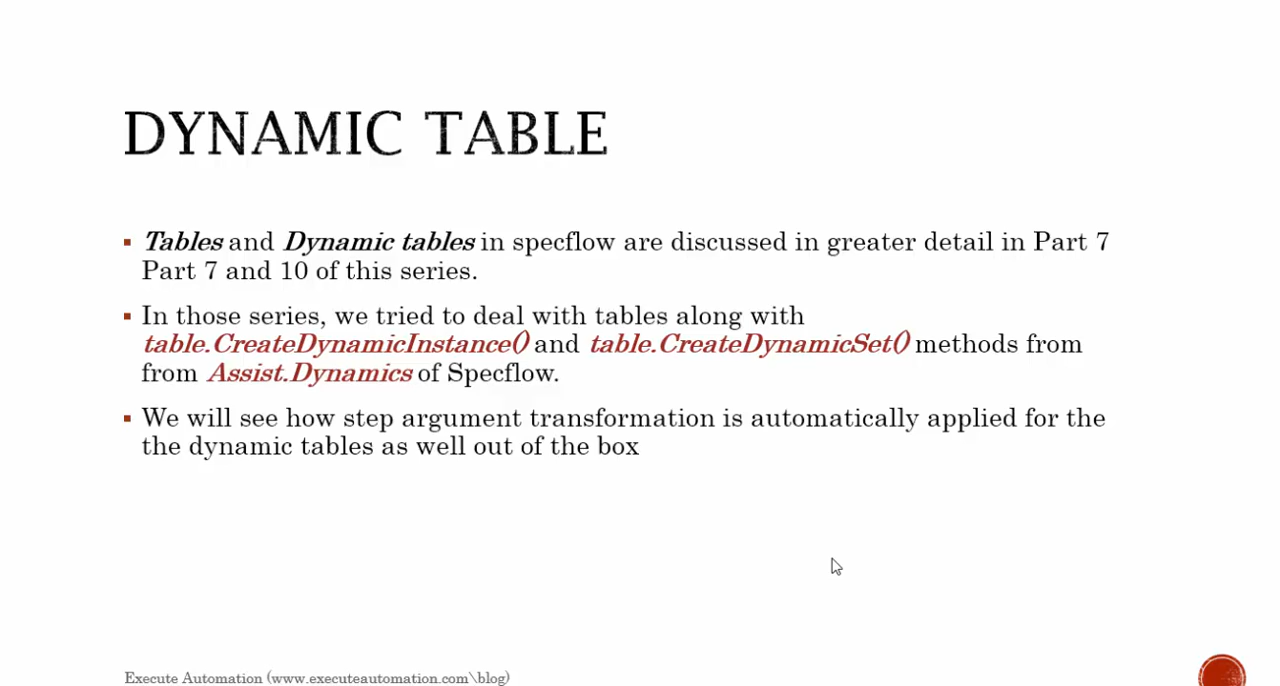 DYNAMIC TABLE
Tables and Dynamic tables in specflow are discussed in greater detail in Part 7
Part 7 and 10 of this series.
In those series, we tried to deal with tables along with
table.CreateDynamicInstance() and table.CreateDynamicSet() methods from
from Assist.Dynamics of Specflow.
We will see how step argument transformation is automatically applied for the
the dynamic tables as well out of the box
Execute Automation (www.executeautomation.com\blog)